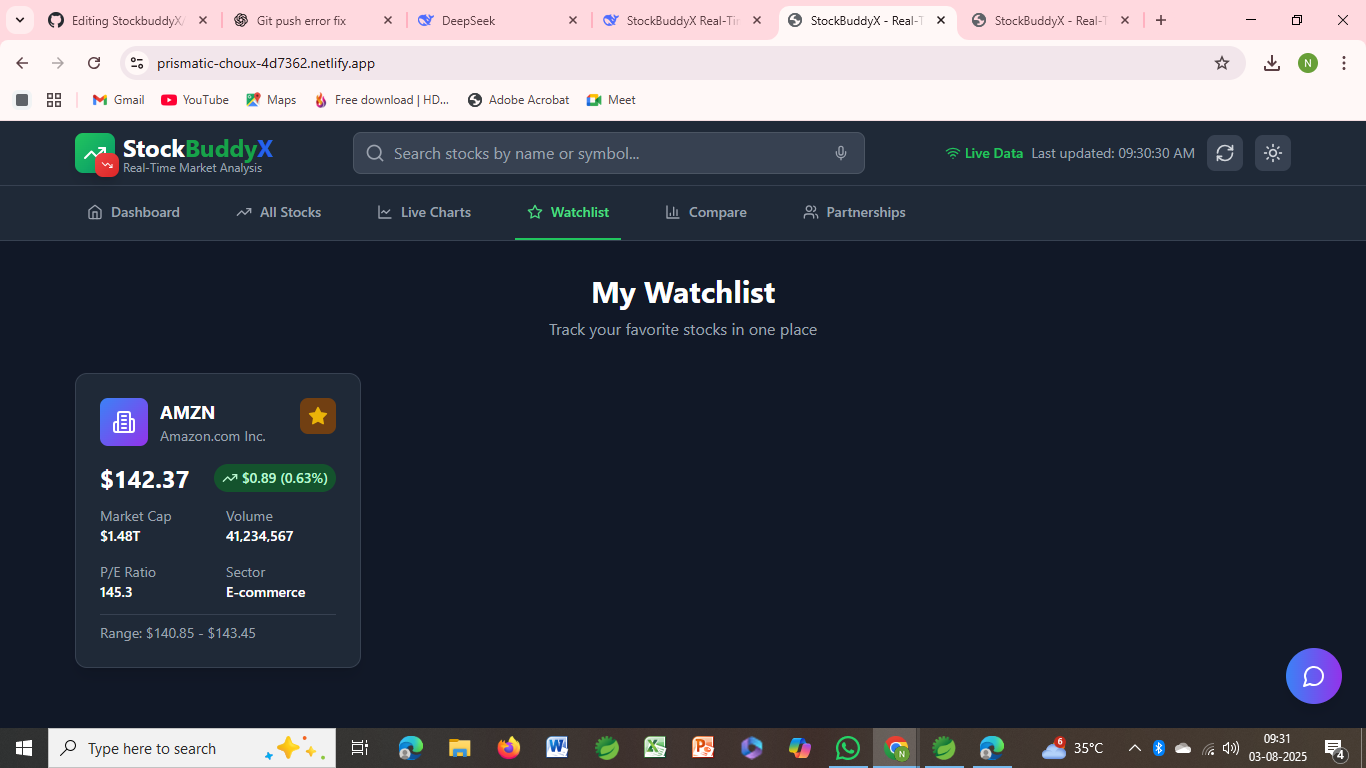 Editing StockbuddyX/
Git push error fix
DeepSeek
StockBuddyX Real-Ti
StockBuddyX - Real-T
StockBuddyX - Real-T
prismatic-choux-4d7362.netlify.app
N
Gmail
YouTube
Maps
Free download | HD...
Adobe Acrobat
Meet
StockBuddyX
Real-Time Market Analysis
Search stocks by name or symbol...
Live Data Last updated: 09:30:30 AM
Dashboard
All Stocks
Live Charts
Watchlist
Compare
Partnerships
My Watchlist
Track your favorite stocks in one place
AMZN
Amazon.com Inc.
$142.37
$0.89 (0.63%)
Market Cap
Volume
$1.48T
41,234,567
P/E Ratio
Sector
145.3
E-commerce
Range: $140.85 - $143.45
Type here to search
6
35°C
09:31
03-08-2025
4